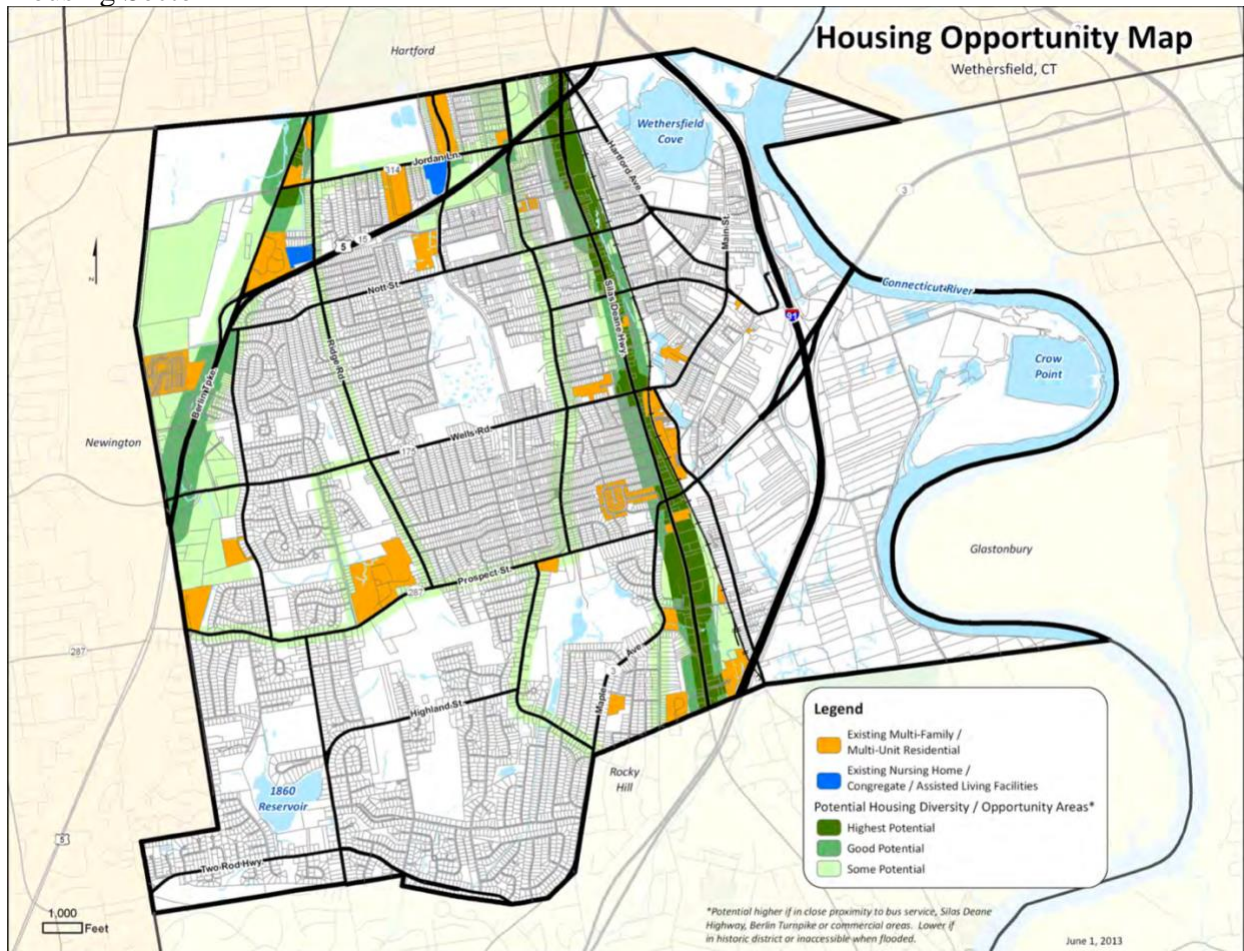 Housing Opportunity Map
Wethersfield, CT
Hartford
Wethersfield
Cove
Hartford Ave
Jordan Ln
314
3
Main St
5
15
Nott St
Silas Deane Hwy
91
Connecticut River
Ridge Rd
Crow
Point
Berlin Tpke
Newington
Wells Rd
Glastonbury
Prospect St
287
287
Maple Ave
Highland St
Rocky
Hill
1860
Reservoir
5
Two Rod Hwy
N
1,000
Feet
Legend
Existing Multi-Family /
Multi-Unit Residential
Existing Nursing Home /
Congregate / Assisted Living Facilities
Potential Housing Diversity / Opportunity Areas*
Highest Potential
Good Potential
Some Potential
*Potential higher if in close proximity to bus service, Silas Deane
Highway, Berlin Turnpike or commercial areas. Lower if
in historic district or inaccessible when flooded.
June 1, 2013